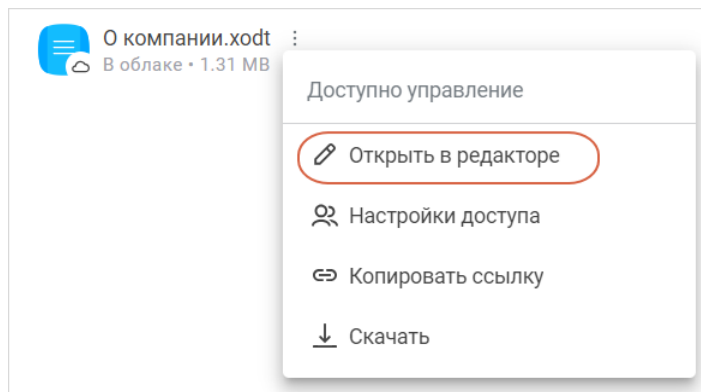 О компании.xodt
В облаке • 1.31 MB
Доступно управление
Открыть в редакторе
Настройки доступа
Копировать ссылку
Скачать